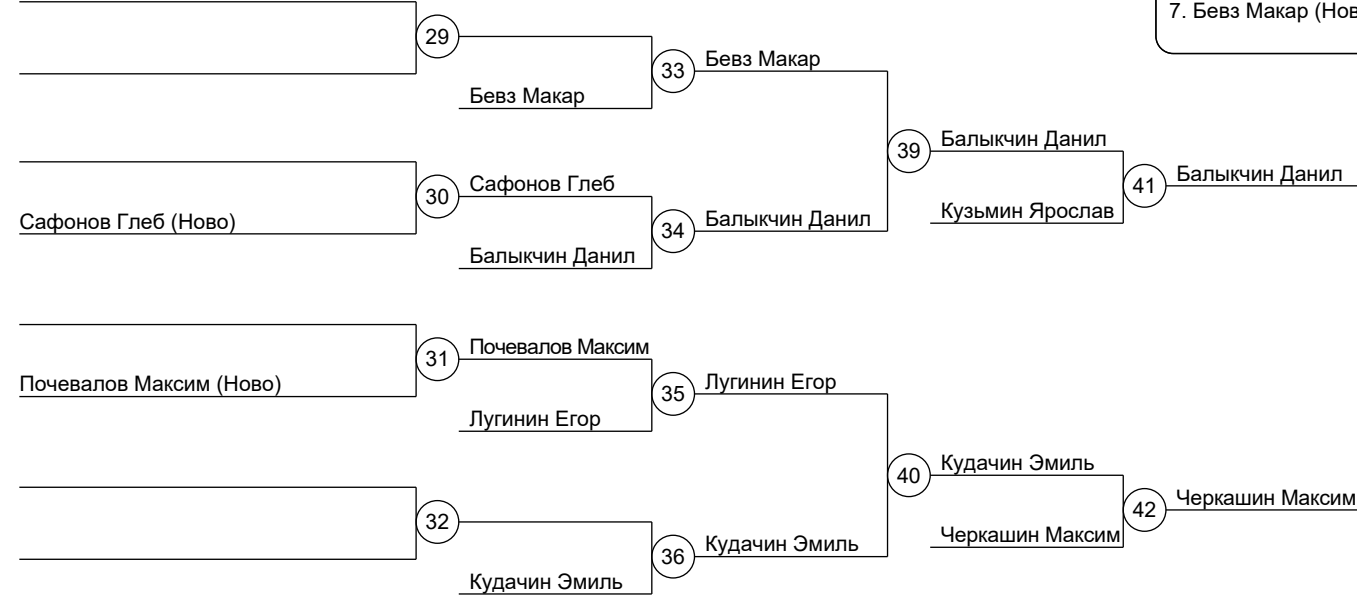 7. Бевз Макар (Нов
29
33
Бевз Макар
Бевз Макар
39
Балыкчин Данил
30
Сафонов Глеб
Сафонов Глеб (Ново)
34
Балыкчин Данил
Балыкчин Данил
41
Балыкчин Данил
Кузьмин Ярослав
31
Почевалов Максим
Почевалов Максим (Ново)
35
Лугинин Егор
Лугинин Егор
40
Кудачин Эмиль
32
36
Кудачин Эмиль
Кудачин Эмиль
42
Черкашин Максим
Черкашин Максим